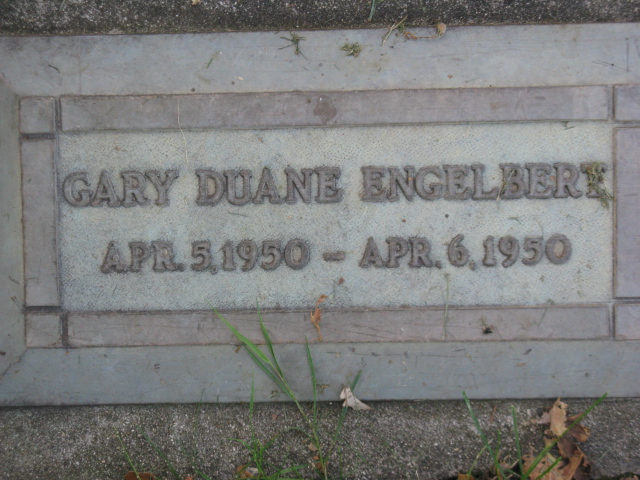 GARY DUANE ENGELBERT
APR. 5, 1950 – APR. 6, 1950